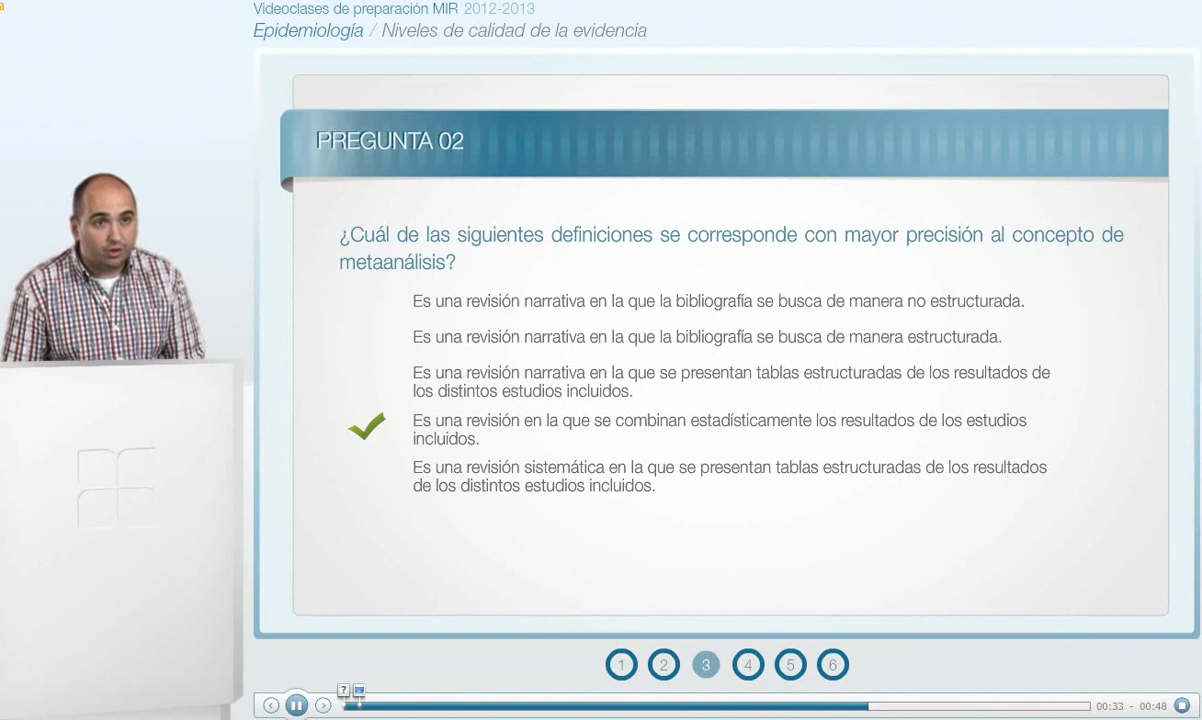 a
Videoclases de preparación MIR 2012-2013
Epidemiología / Niveles de calidad de la evidencia
PREGUNTA 02
¿Cuál de las siguientes definiciones se corresponde con mayor precisión al concepto de
metaanálisis?
Es una revisión narrativa en la que la bibliografía se busca de manera no estructurada.
Es una revisión narrativa en la que la bibliografía se busca de manera estructurada.
Es una revisión narrativa en la que se presentan tablas estructuradas de los resultados de
los distintos estudios incluidos.
Es una revisión en la que se combinan estadísticamente los resultados de los estudios
incluidos.
Es una revisión sistemática en la que se presentan tablas estructuradas de los resultados
de los distintos estudios incluidos.
1 2 3 4 5 6
?
00:33 - 00:48